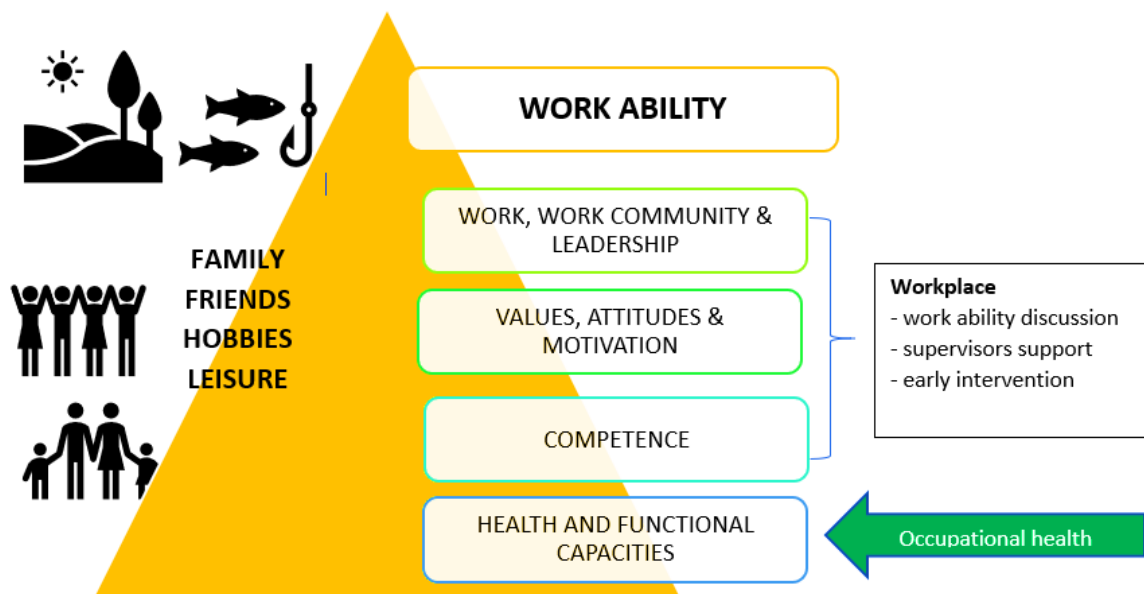 WORK ABILITY
WORK, WORK COMMUNITY &
LEADERSHIP
FAMILY
FRIENDS
HOBBIES
LEISURE
VALUES, ATTITUDES &
MOTIVATION
COMPETENCE
HEALTH AND FUNCTIONAL
CAPACITIES
Workplace
- work ability discussion
- supervisors support
- early intervention
Occupational health